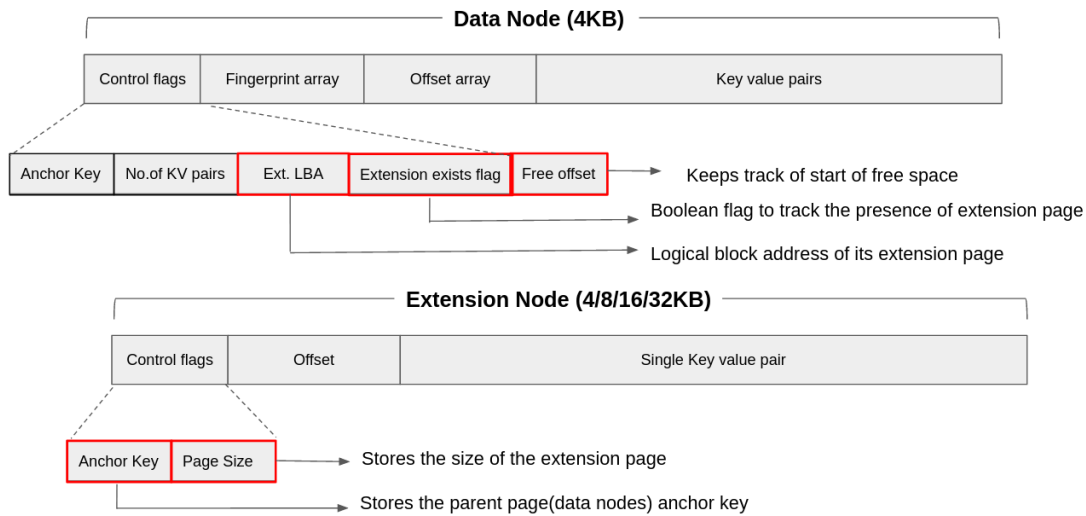 Data Node (4KB)
Control flags Fingerprint array Offset array Key value pairs
Anchor Key No.of KV pairs Ext. LBA Extension exists flag Free offset Keeps track of start of free space
Boolean flag to track the presence of extension page
Logical block address of its extension page
Extension Node (4/8/16/32KB)
Control flags Offset Single Key value pair
Anchor Key Page Size Stores the size of the extension page
Stores the parent page(data nodes) anchor key